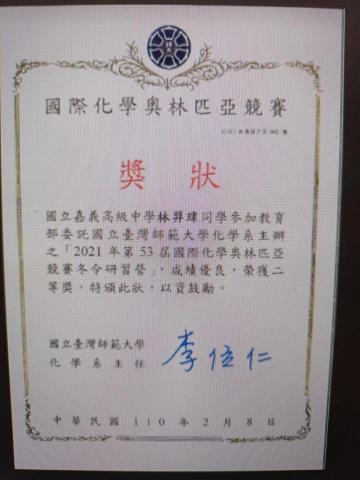 國際化學奧林匹亞競賽
獎狀
國立嘉義高級中學林羿瑋同學參加教育
部委託國立臺灣師範大學化學系主辦
之「2021年第53屆國際化學奧林匹亞
競賽冬令研習營」，成績優良，榮獲二
等獎，特頒此狀，以資鼓勵。
國立臺灣師範大學
化學系主任 李位仁
中華民國 110 年 2 月 8 日